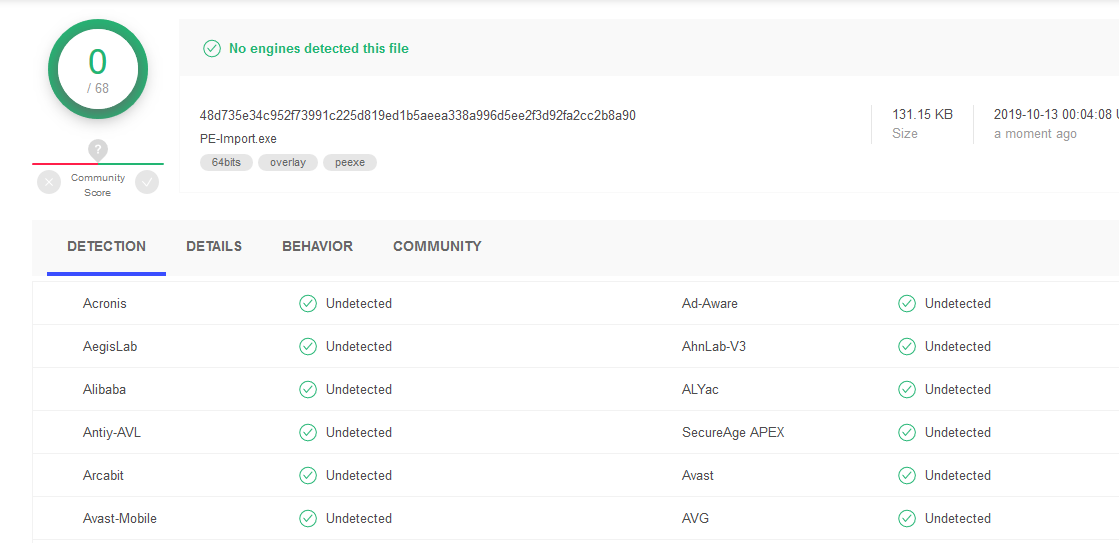 0
/ 68
?
Community
Score
No engines detected this file
48d735e34c952f73991c225d819ed1b5aeea338a996d5ee2f3d92fa2cc2b8a90
PE-Import.exe
64bits overlay peexe
131.15 KB
Size
2019-10-13 00:04:08 U
a moment ago
DETECTION DETAILS BEHAVIOR COMMUNITY
Acronis Undetected Ad-Aware Undetected
AegisLab Undetected AhnLab-V3 Undetected
Alibaba Undetected ALYac Undetected
Antiy-AVL Undetected SecureAge APEX Undetected
Arcabit Undetected Avast Undetected
Avast-Mobile Undetected AVG Undetected